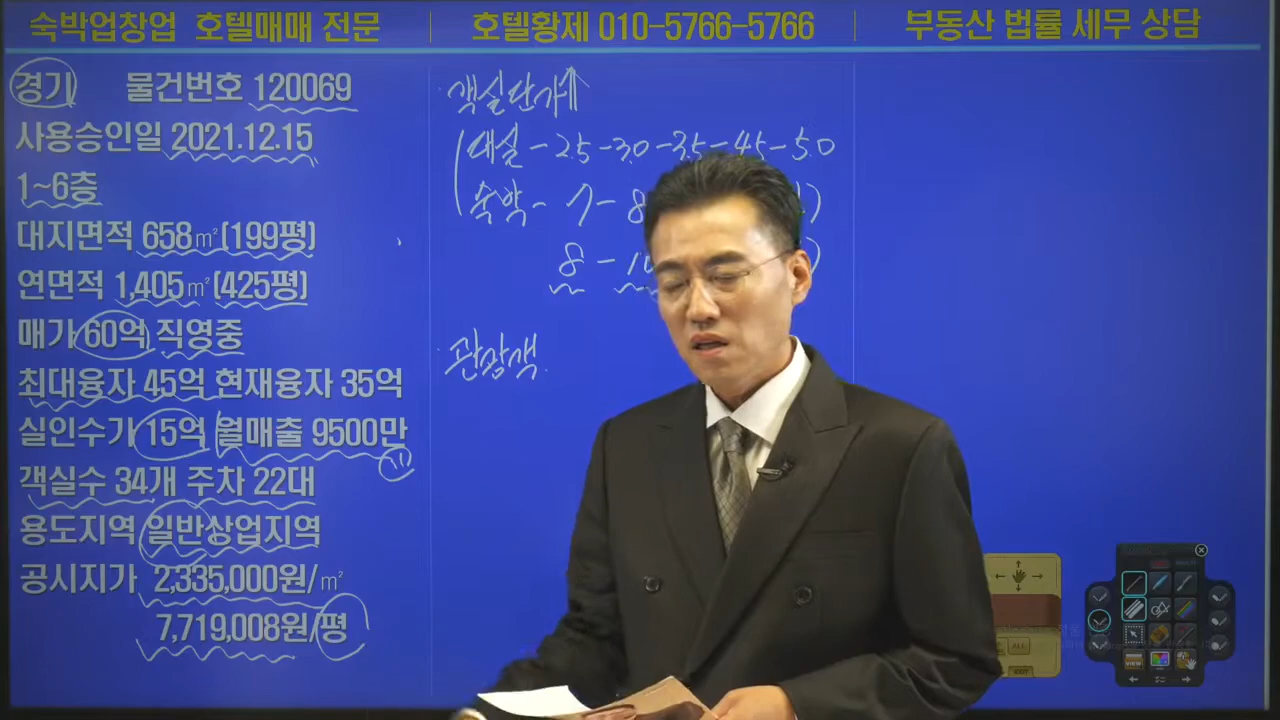 숙박업창업 호텔매매 전문
호텔황제 010-5766-5766
부동산 법률 세무 상담
경기 물건번호 120069
사용승인일 2021.12.15
1~6층
대지면적 658㎡(199평)
연면적 1,405㎡(425평)
매가 60억 직영중
최대융자 45억 현재융자 35억
실인수가 15억 월매출 9500만
객실수 34개 주차 22대
용도지역 일반상업지역
공시지가 2,335,000원/㎡
7,719,008원/평
객실단가
대실 - 2.5 - 3.0 - 3.5 - 4.5 - 5.0
숙박 - 7 - 8
8 - 10
관광객
ALL
EXIT